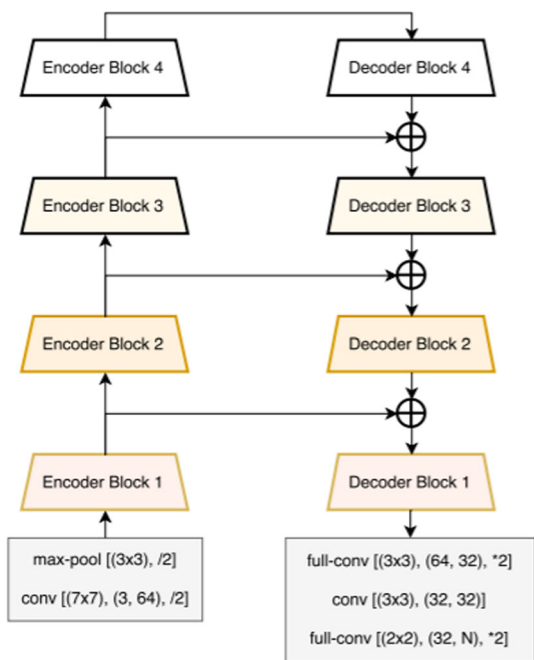 Encoder Block 4
Decoder Block 4
Encoder Block 3
Decoder Block 3
Encoder Block 2
Decoder Block 2
Encoder Block 1
Decoder Block 1
max-pool [(3x3), /2]
conv [(7x7), (3, 64), /2]
full-conv [(3x3), (64, 32), *2]
conv [(3x3), (32, 32)]
full-conv [(2x2), (32, N), *2]